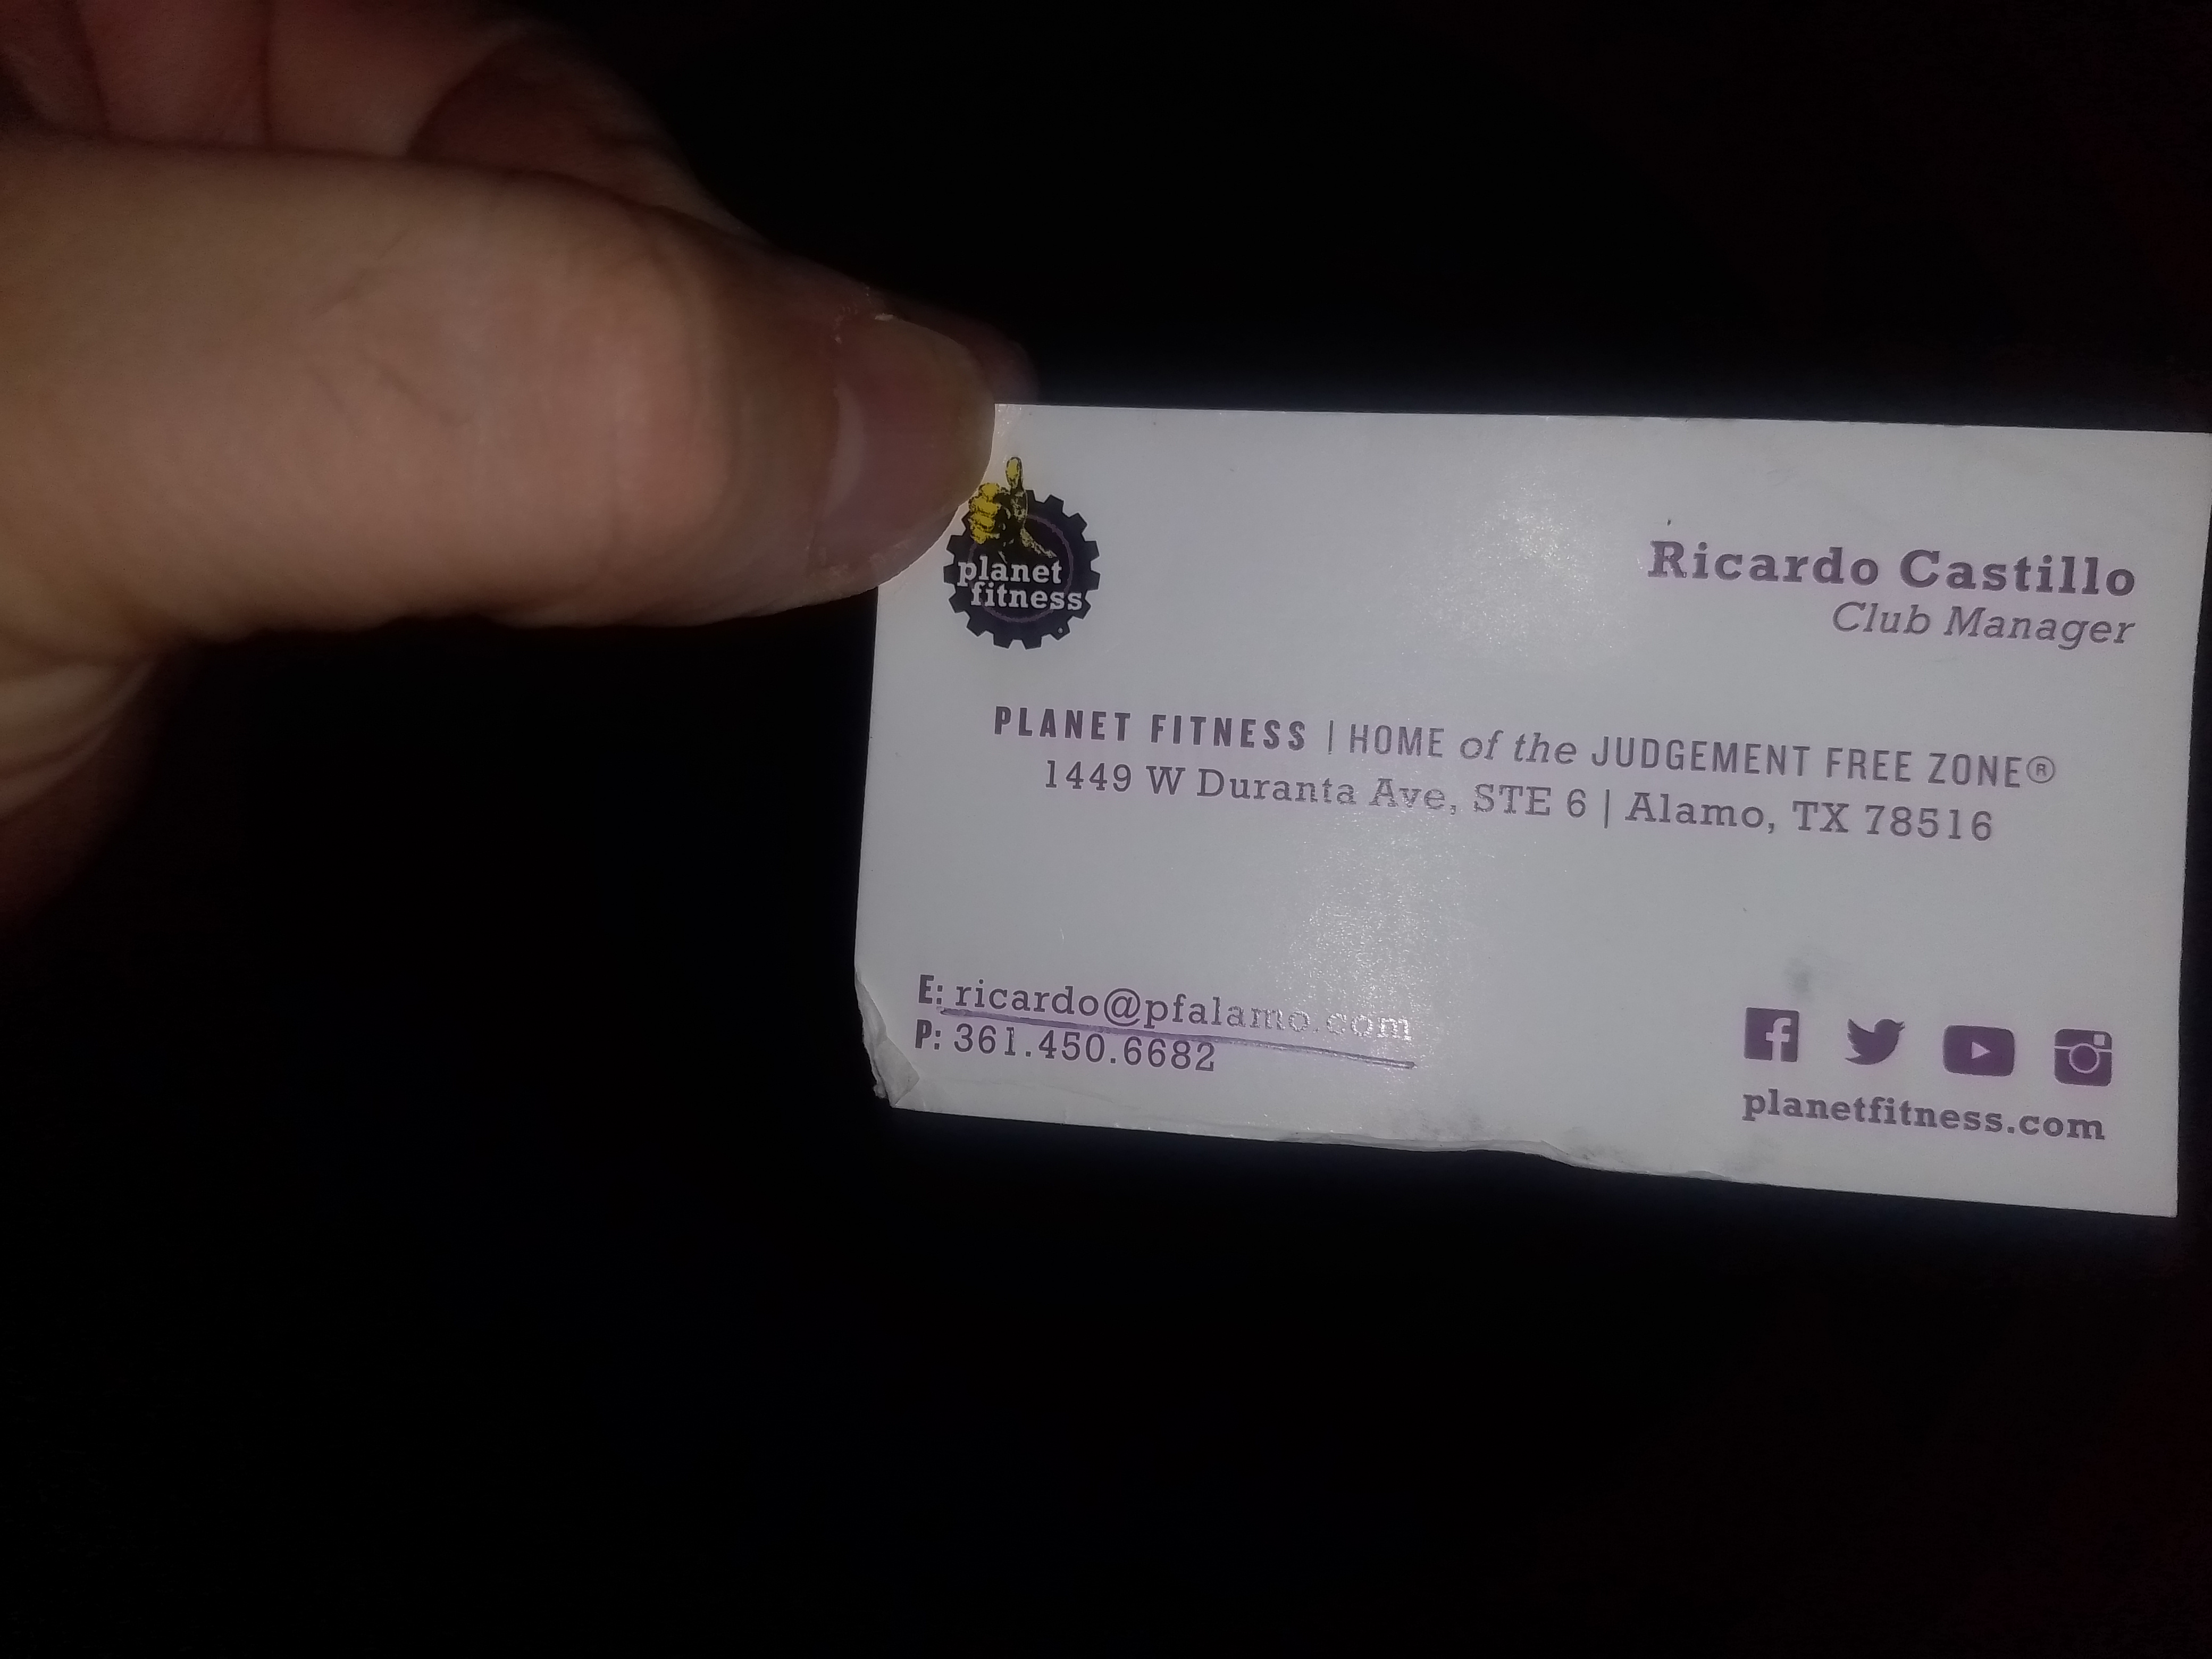 planet
fitness
Ricardo Castillo
Club Manager
PLANET FITNESS | HOME of the JUDGEMENT FREE ZONE®
1449 W Duranta Ave, STE 6 | Alamo, TX 78516
E: ricardo@pfalamo.com
P: 361.450.6682
planetfitness.com